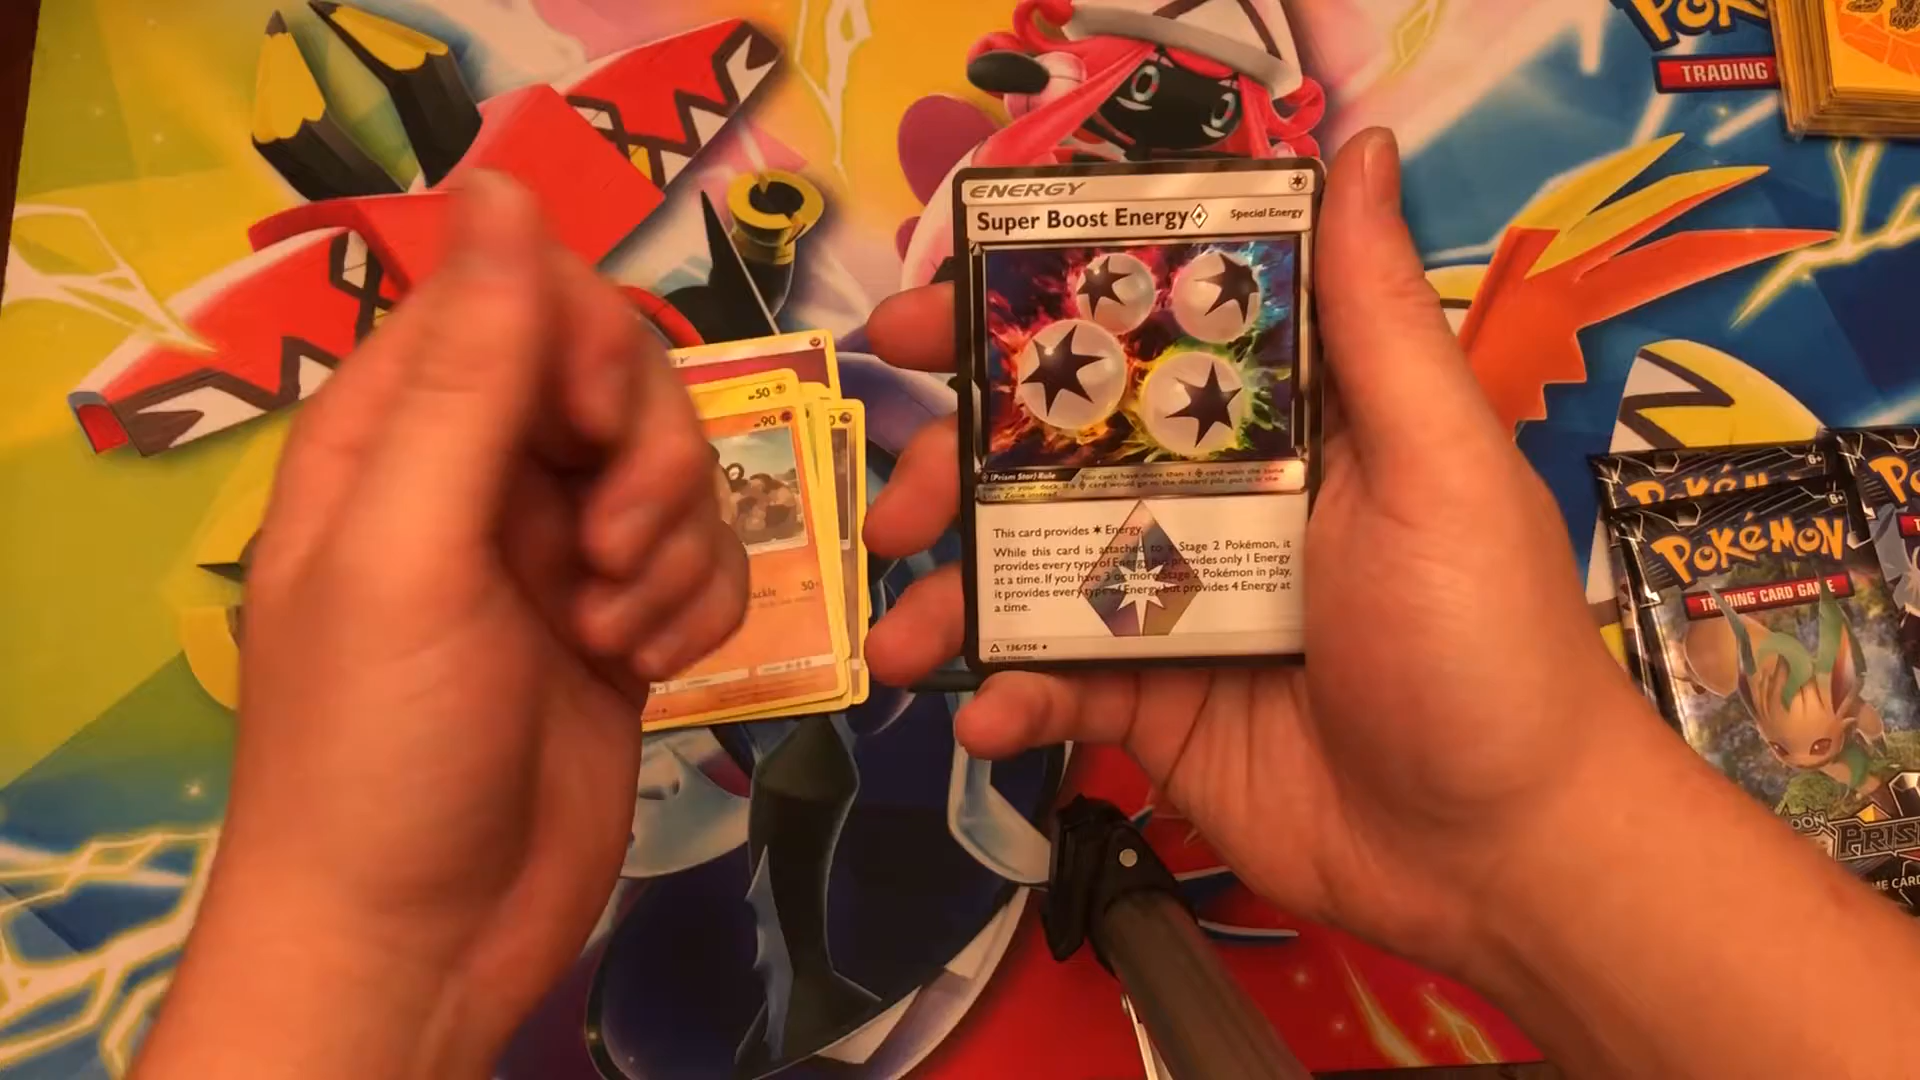 ENERGY
Super Boost Energy
Special Energy
(Prism Star) Rule
You can't have more than 1 card with the same
name in your deck. If a card would go to the discard pile, put it in the
Lost Zone instead.
This card provides Energy.
While this card is attached to a Stage 2 Pokémon, it
provides every type of Energy but provides only 1 Energy
at a time. If you have 3 or more Stage 2 Pokémon in play,
it provides every type of Energy but provides 4 Energy at
a time.
136/156
50
90
50+
TRADING
6+
6+
POKéMON
TRADING CARD GAME